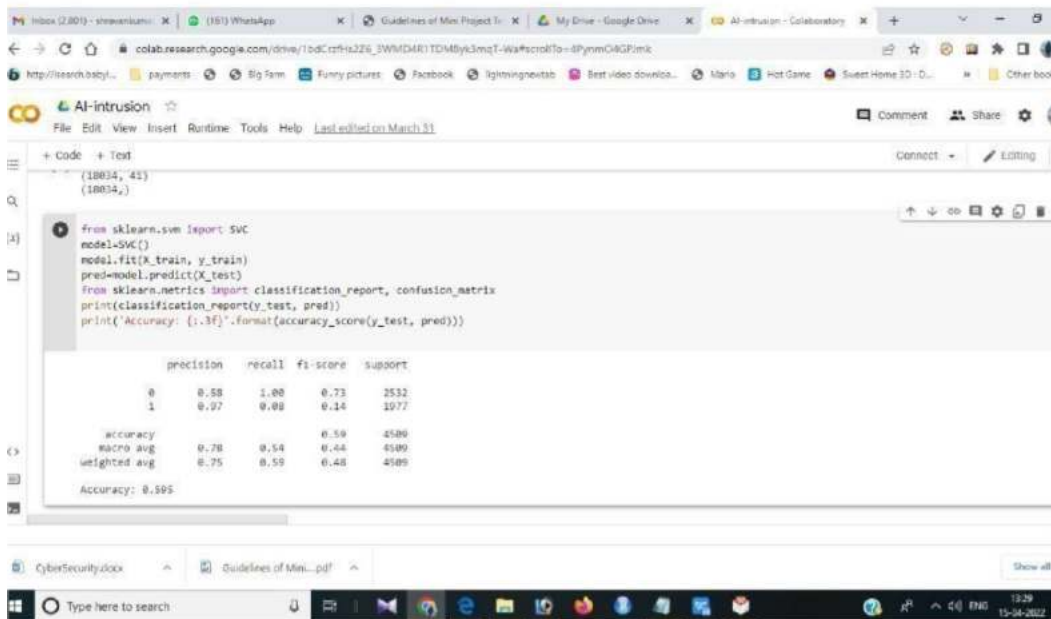 Inbox (2,801) - shravankumar
(161) WhatsApp
Guidelines of Mini Project To
My Drive - Google Drive
AI-intrusion - Colaboratory
payments
Big Farm
Funny pictures
Facebook
lightningnewtab
Best video downloa...
Mario
Hot Game
Sweet Home 3D : D...
Other boo
CO AI-intrusion
File Edit View Insert Runtime Tools Help Last edited on March 31
Comment Share
+ Code + Text
Connect Editing
(18034, 41)
(18034,)
from sklearn.svm import SVC
model=SVC()
model.fit(X_train, y_train)
pred=model.predict(X_test)
from sklearn.metrics import classification_report, confusion_matrix
print(classification_report(y_test, pred))
print('Accuracy: {:.3f}'.format(accuracy_score(y_test, pred)))
precision recall f1-score support
0 0.58 1.00 0.73 2532
1 0.97 0.08 0.14 1977
accuracy 0.59 4509
macro avg 0.78 0.54 0.44 4509
weighted avg 0.75 0.59 0.48 4509
Accuracy: 0.595
CyberSecurity.docx
Guidelines of Mini....pdf
Show all
Type here to search
ENG
13:29
15-04-2022